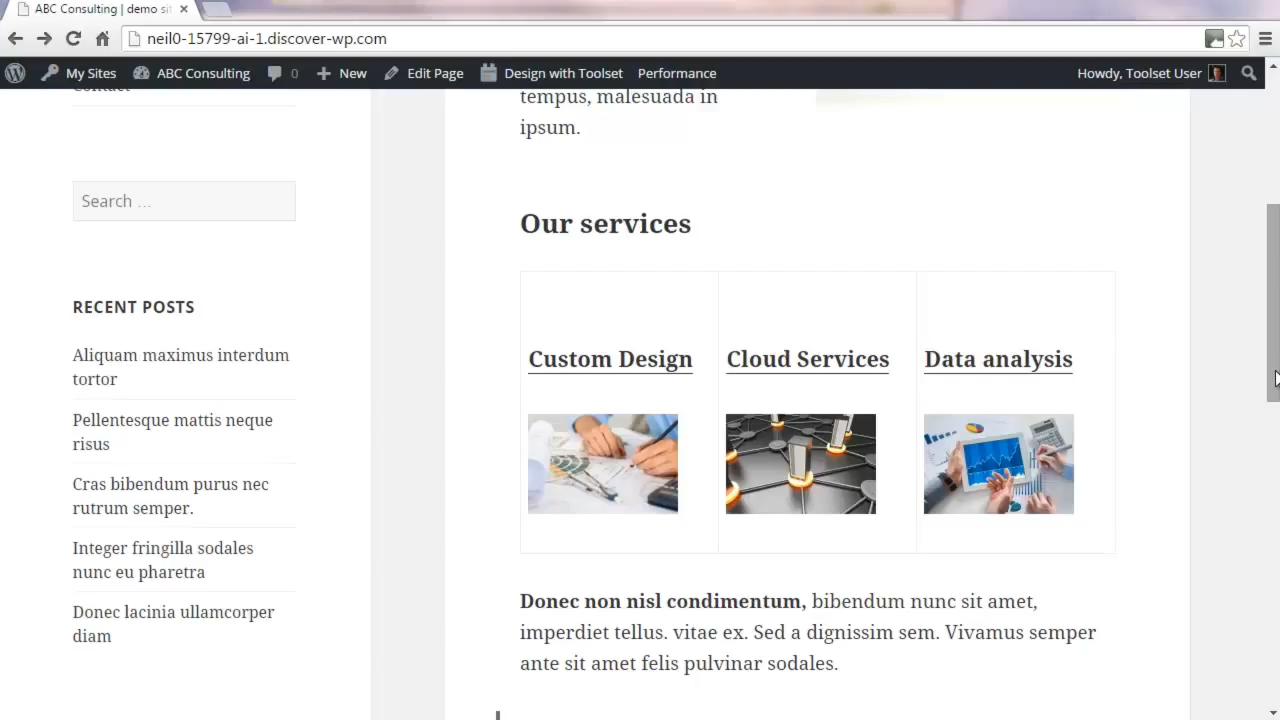 ABC Consulting | demo sit
neil0-15799-ai-1.discover-wp.com
My Sites ABC Consulting 0 New Edit Page Design with Toolset Performance Howdy, Toolset User
Contact
Search …
RECENT POSTS
Aliquam maximus interdum
tortor
Pellentesque mattis neque
risus
Cras bibendum purus nec
rutrum semper.
Integer fringilla sodales
nunc eu pharetra
Donec lacinia ullamcorper
diam
tempus, malesuada in
ipsum.
Our services
Custom Design
Cloud Services
Data analysis
Donec non nisl condimentum, bibendum nunc sit amet,
imperdiet tellus. vitae ex. Sed a dignissim sem. Vivamus semper
ante sit amet felis pulvinar sodales.